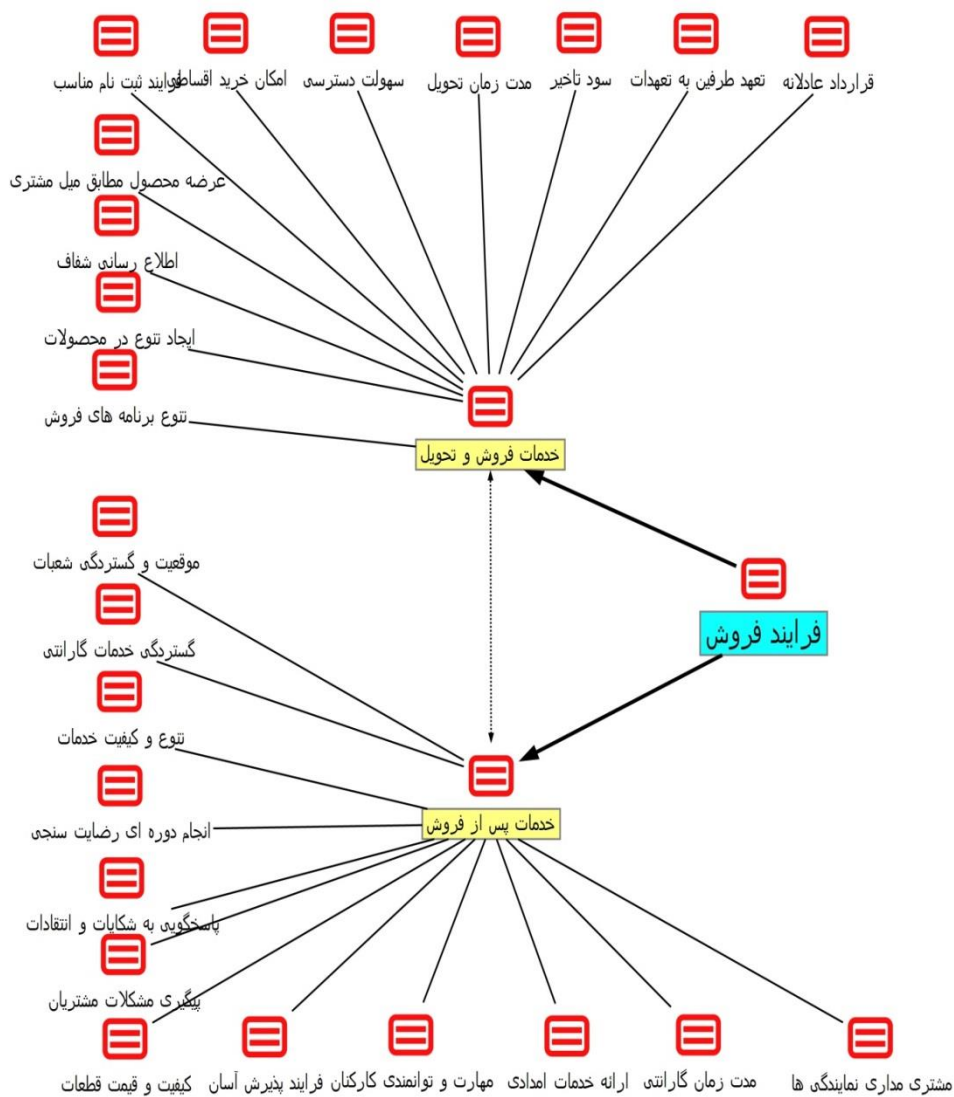 قرارداد عادلانه
تعهد طرفین به تعهدات
سود تاخیر
مدت زمان تحویل
سهولت دسترسی
امکان خرید اقساطی
فرایند ثبت نام مناسب
عرضه محصول مطابق میل مشتری
اطلاع رسانی شفاف
ایجاد تنوع در محصولات
تنوع برنامه های فروش
خدمات فروش و تحویل
موقعیت و گستردگی شعبات
فرایند فروش
گستردگی خدمات گارانتی
تنوع و کیفیت خدمات
خدمات پس از فروش
انجام دوره ای رضایت سنجی
پاسخگویی به شکایات و انتقادات
پیگیری مشکلات مشتریان
مشتری مداری نمایندگی ها
مدت زمان گارانتی
ارائه خدمات امدادی
مهارت و توانمندی کارکنان
فرایند پذیرش آسان
کیفیت و قیمت قطعات